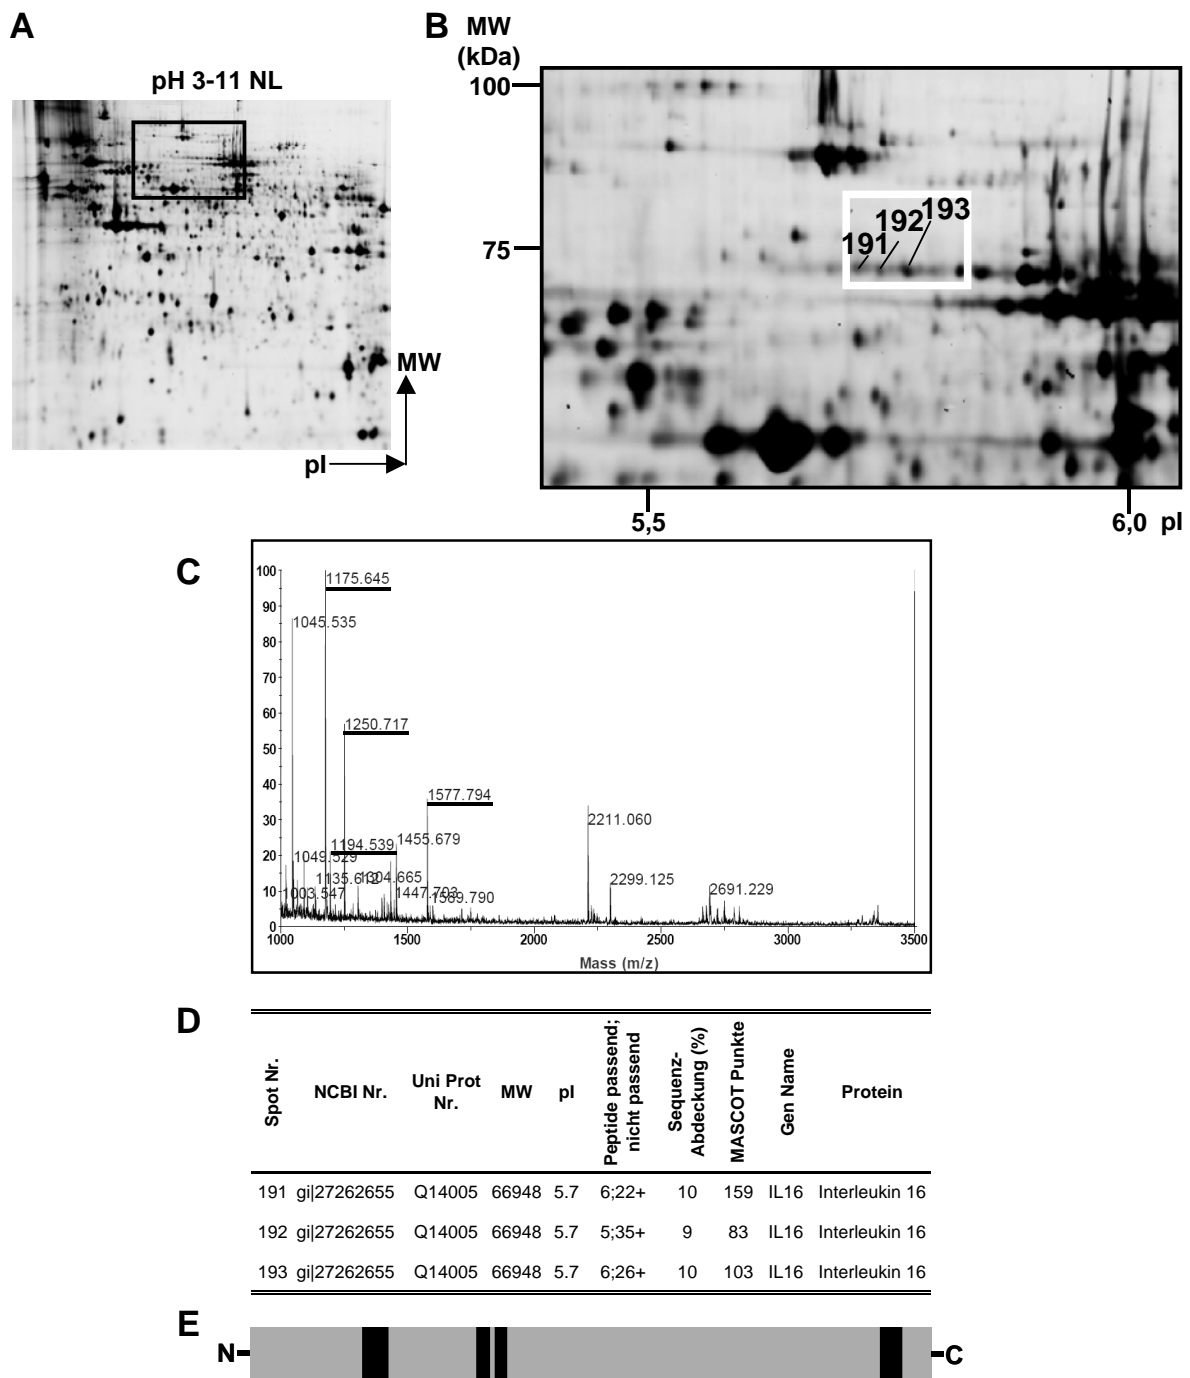 A
pH 3-11 NL
MW
pI
B
MW
(kDa)
100
75
191
192
193
5,5
6,0 pI
C
100
90
80
70
60
50
40
30
20
10
0
1175.645
1045.535
1250.717
1577.794
1194.539
1455.679
1049.529
1135.612
1304.665
1003.547
1447.703
1589.790
2211.060
2299.125
2691.229
1000
1500
2000
2500
3000
3500
Mass (m/z)
D
Spot Nr.
NCBI Nr.
Uni Prot
Nr.
MW
pI
Peptide passend;
nicht passend
Sequenz-
Abdeckung (%)
MASCOT Punkte
Gen Name
Protein
191 gi|27262655 Q14005 66948 5.7 6;22+ 10 159 IL16 Interleukin 16
192 gi|27262655 Q14005 66948 5.7 5;35+ 9 83 IL16 Interleukin 16
193 gi|27262655 Q14005 66948 5.7 6;26+ 10 103 IL16 Interleukin 16
E
N
C